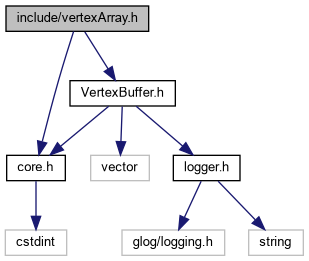 include/vertexArray.h
VertexBuffer.h
core.h
vector
logger.h
cstdint
glog/logging.h
string